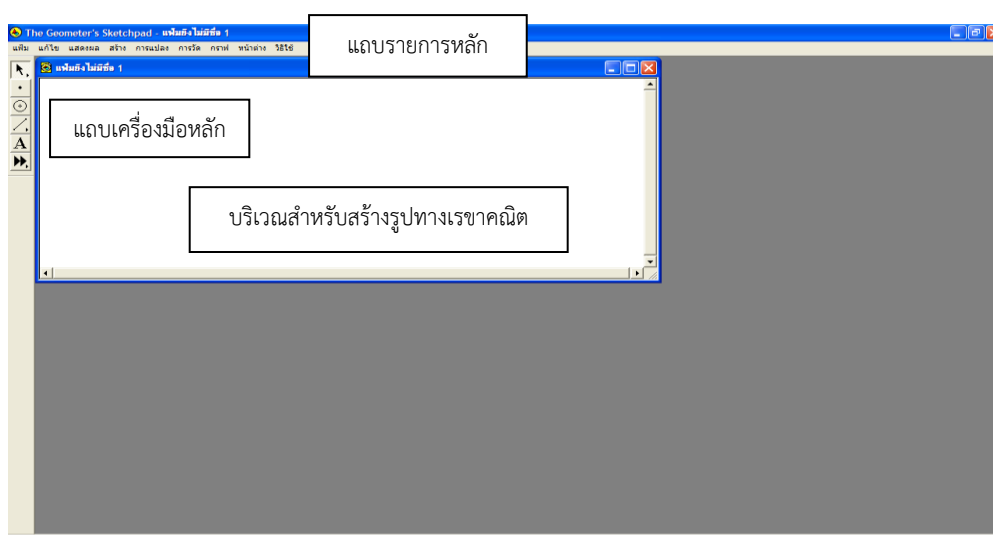 The Geometer's Sketchpad - แฟ้มยังไม่มีชื่อ 1
แฟ้ม แก้ไข แสดงผล สร้าง การแปลง การวัด กราฟ หน้าต่าง วิธีใช้
แถบรายการหลัก
แฟ้มยังไม่มีชื่อ 1
A
แถบเครื่องมือหลัก
บริเวณสำหรับสร้างรูปทางเรขาคณิต